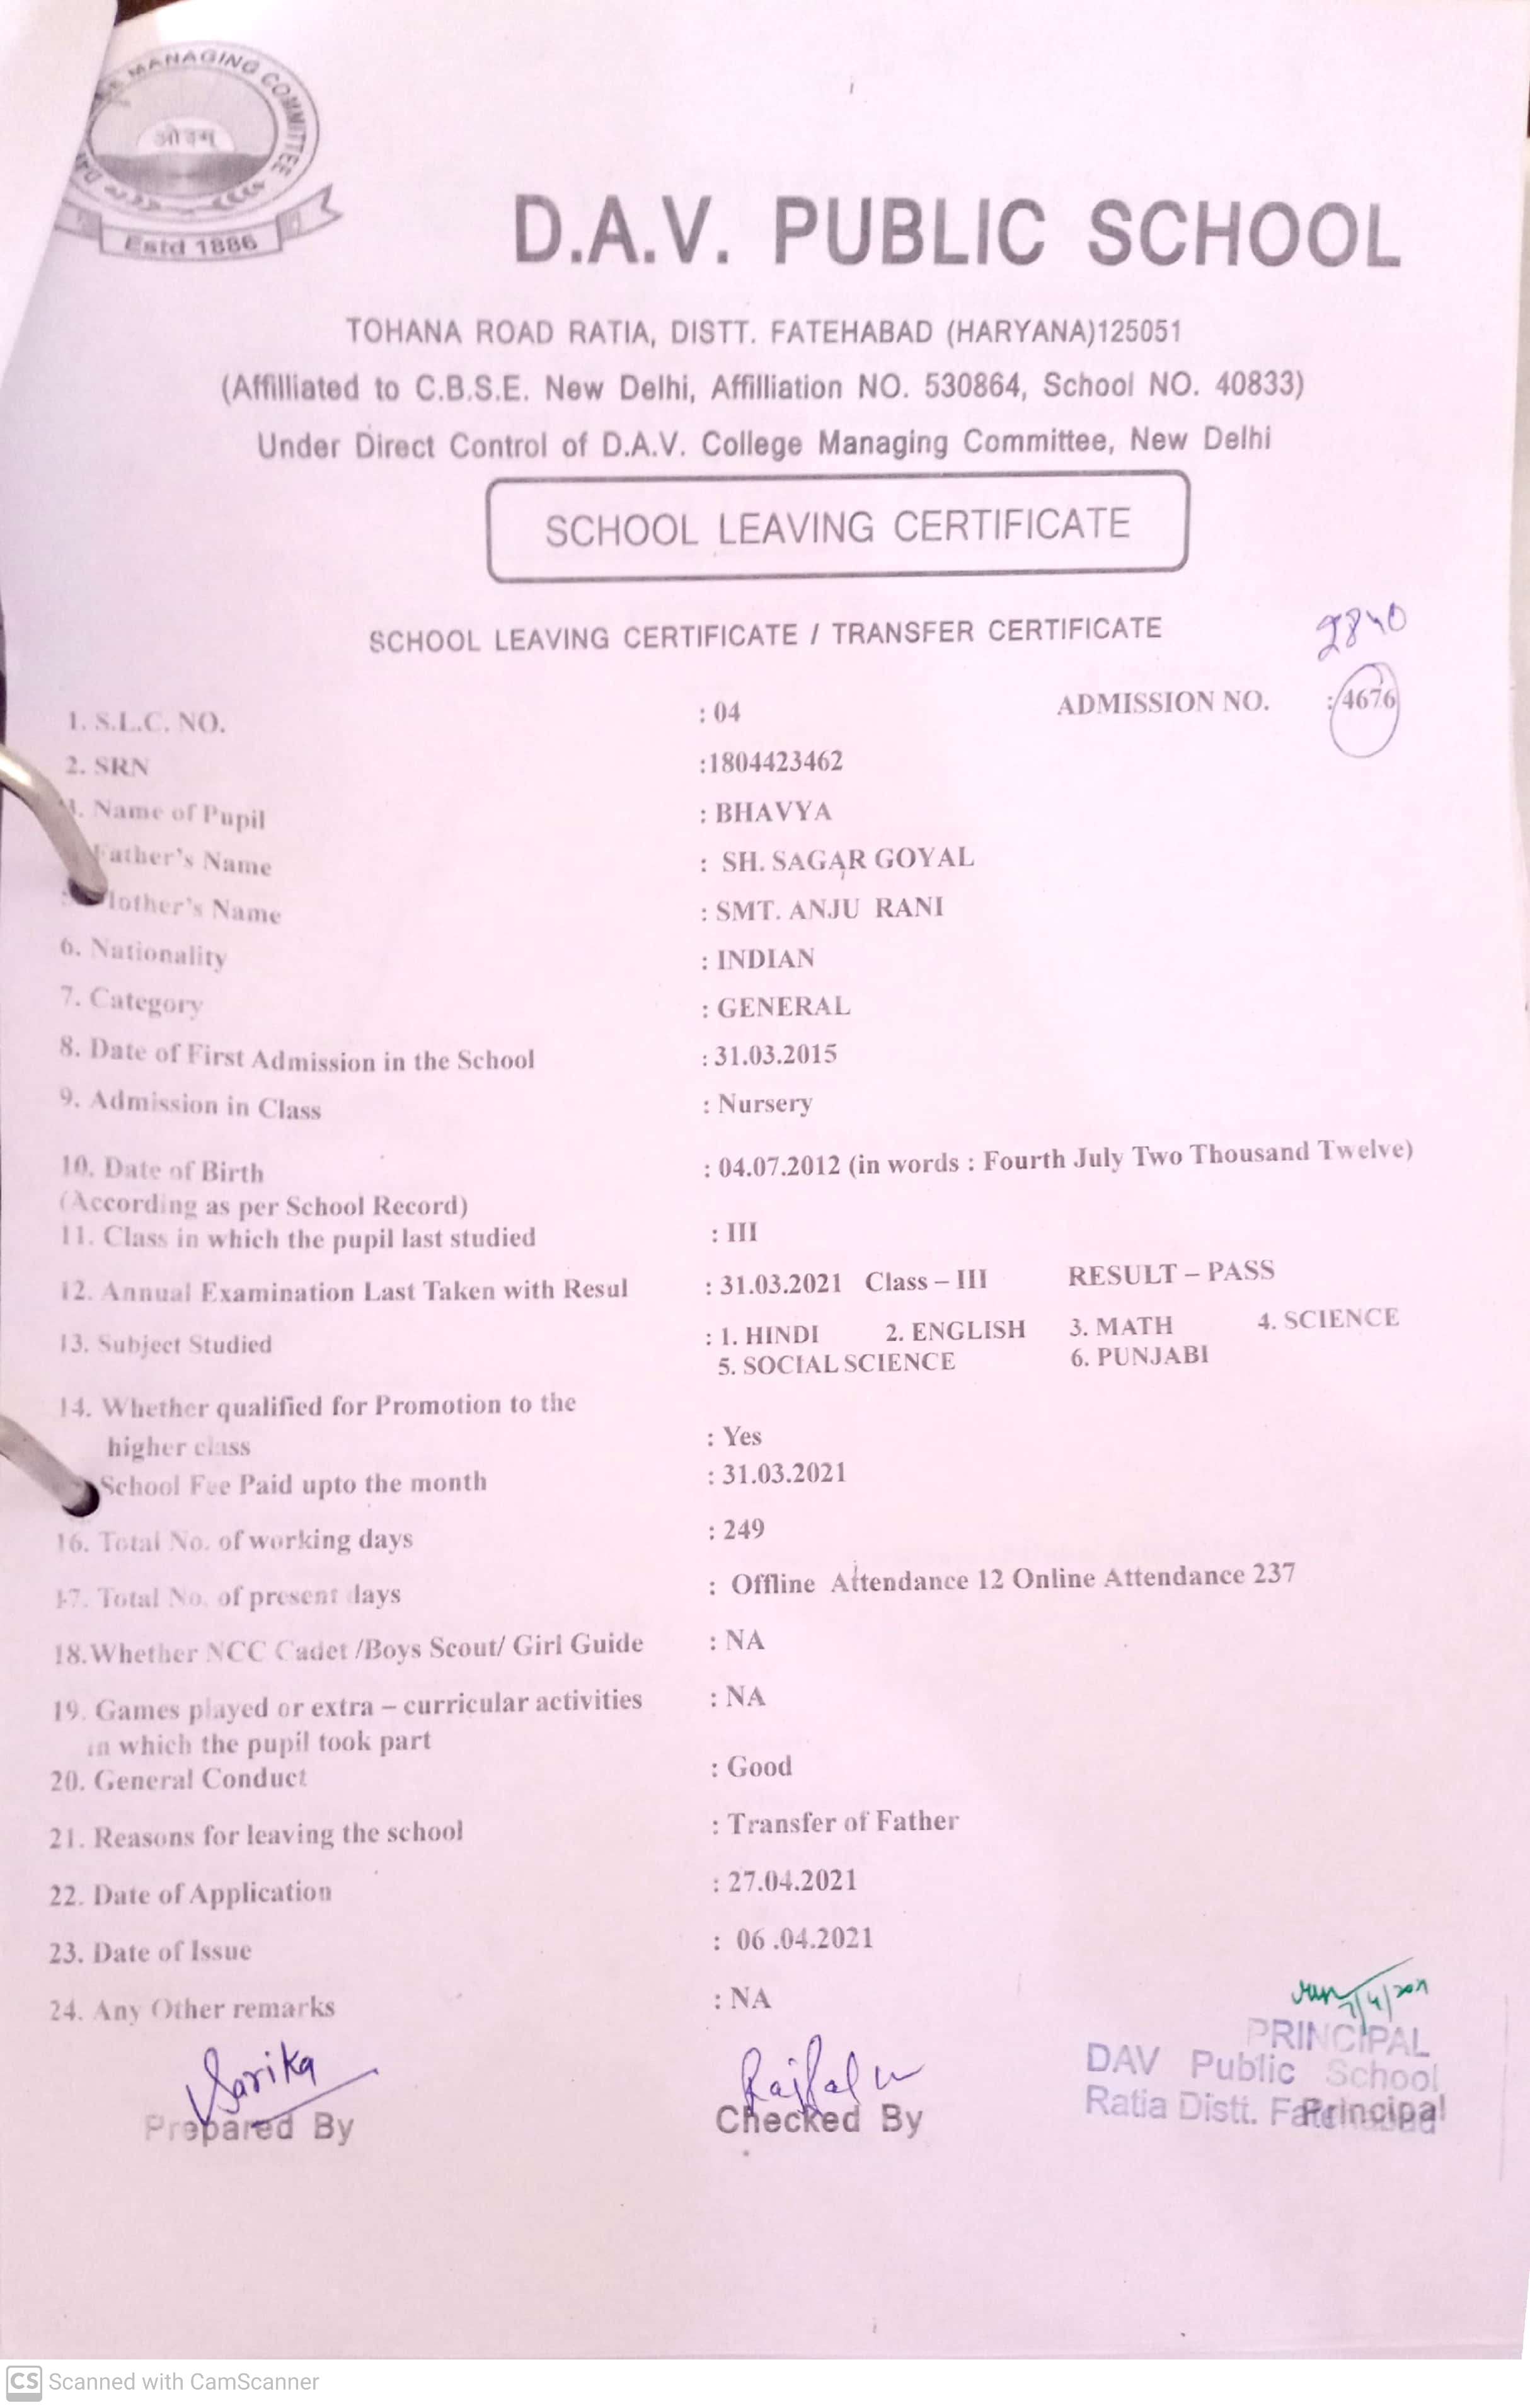 MANAGING COMMITTEE
ओ३म्
Estd 1886
D.A.V. PUBLIC SCHOOL
TOHANA ROAD RATIA, DISTT. FATEHABAD (HARYANA)125051
(Affilliated to C.B.S.E. New Delhi, Affilliation NO. 530864, School NO. 40833)
Under Direct Control of D.A.V. College Managing Committee, New Delhi
SCHOOL LEAVING CERTIFICATE
SCHOOL LEAVING CERTIFICATE / TRANSFER CERTIFICATE
2840
1. S.L.C. NO. : 04 ADMISSION NO. : 4676
2. SRN :1804423462
Name of Pupil : BHAVYA
Father's Name : SH. SAGAR GOYAL
Mother's Name : SMT. ANJU RANI
6. Nationality : INDIAN
7. Category : GENERAL
8. Date of First Admission in the School : 31.03.2015
9. Admission in Class : Nursery
10. Date of Birth : 04.07.2012 (in words : Fourth July Two Thousand Twelve)
(According as per School Record)
11. Class in which the pupil last studied : III
12. Annual Examination Last Taken with Resul : 31.03.2021 Class – III RESULT – PASS
13. Subject Studied : 1. HINDI 2. ENGLISH 3. MATH 4. SCIENCE
5. SOCIAL SCIENCE 6. PUNJABI
14. Whether qualified for Promotion to the
higher class : Yes
School Fee Paid upto the month : 31.03.2021
16. Total No. of working days : 249
17. Total No. of present days : Offline Attendance 12 Online Attendance 237
18.Whether NCC Cadet /Boys Scout/ Girl Guide : NA
19. Games played or extra – curricular activities : NA
in which the pupil took part
20. General Conduct : Good
21. Reasons for leaving the school : Transfer of Father
22. Date of Application : 27.04.2021
23. Date of Issue : 06 .04.2021
24. Any Other remarks : NA
Sarika
Prepared By
Rajpal
Checked By
7/4/2021
PRINCIPAL
DAV Public School
Ratia Distt. Fatehabad
Principal
CS Scanned with CamScanner